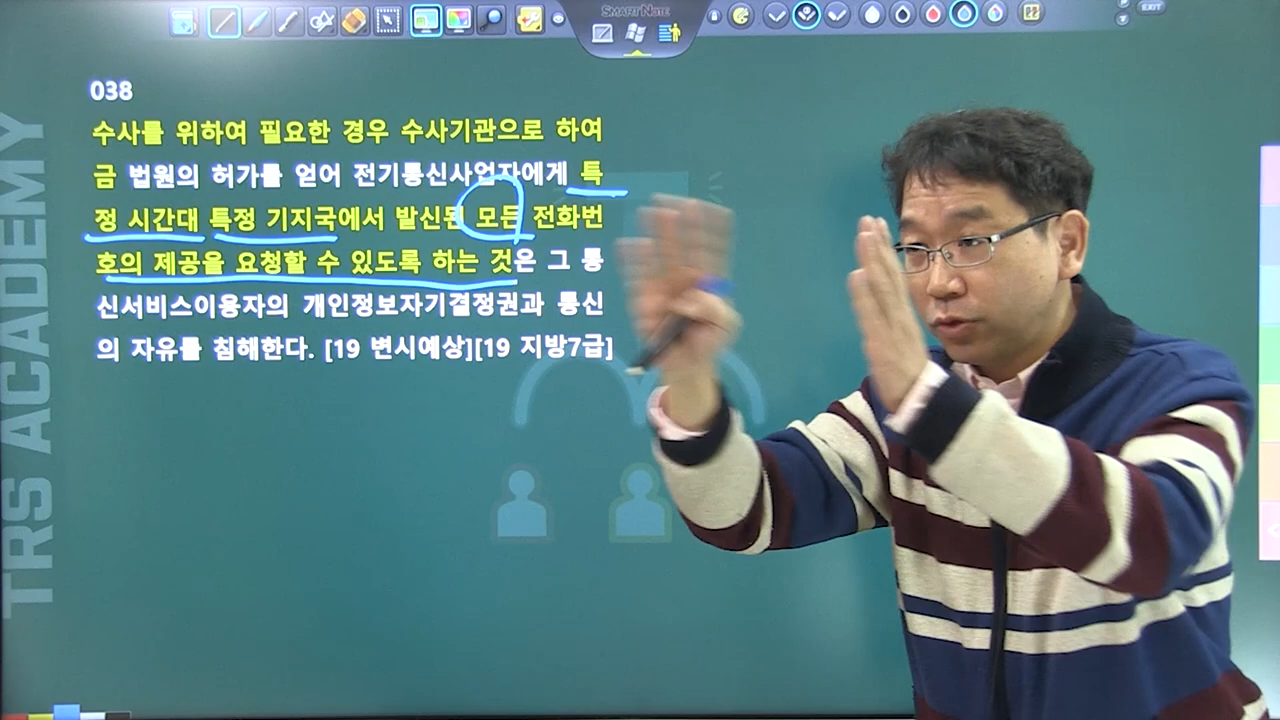 SMARTNOTE
EXIT
038
수사를 위하여 필요한 경우 수사기관으로 하여
금 법원의 허가를 얻어 전기통신사업자에게 특
정 시간대 특정 기지국에서 발신된 모든 전화번
호의 제공을 요청할 수 있도록 하는 것은 그 통
신서비스이용자의 개인정보자기결정권과 통신
의 자유를 침해한다. [19 변시예상][19 지방7급]
TRS ACADEMY